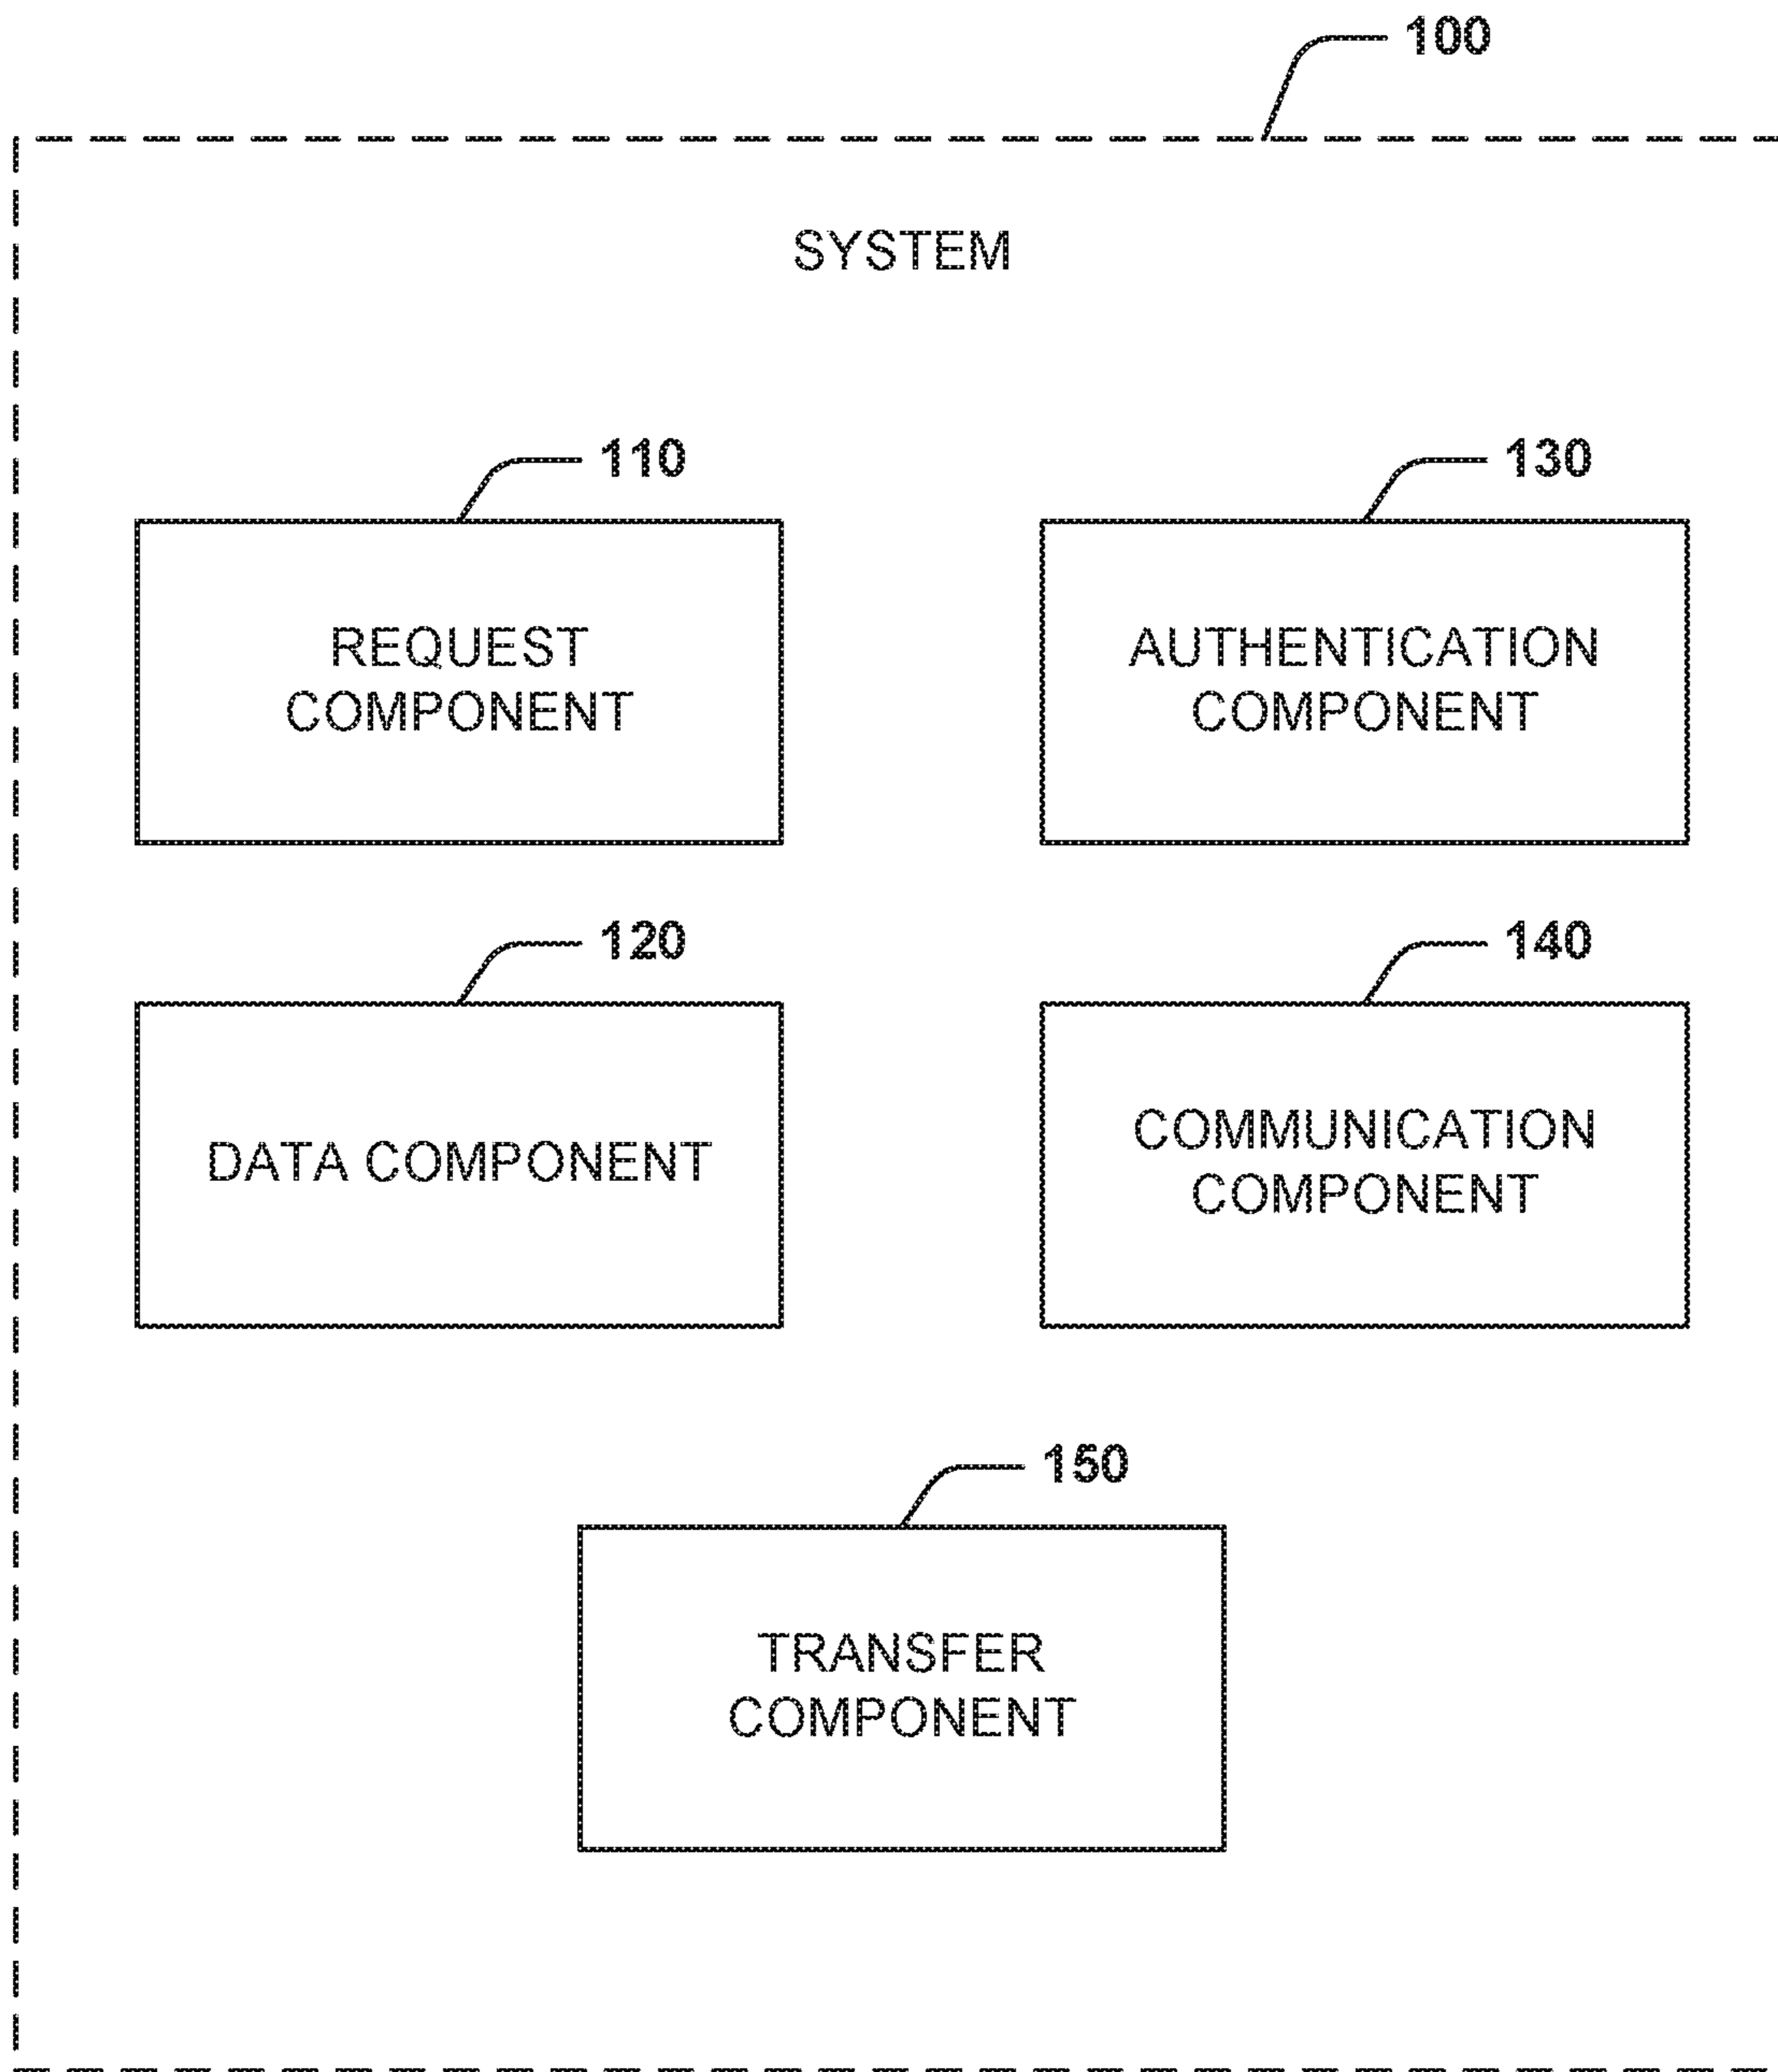 100
SYSTEM
110
REQUEST
COMPONENT
130
AUTHENTICATION
COMPONENT
120
DATA COMPONENT
140
COMMUNICATION
COMPONENT
150
TRANSFER
COMPONENT